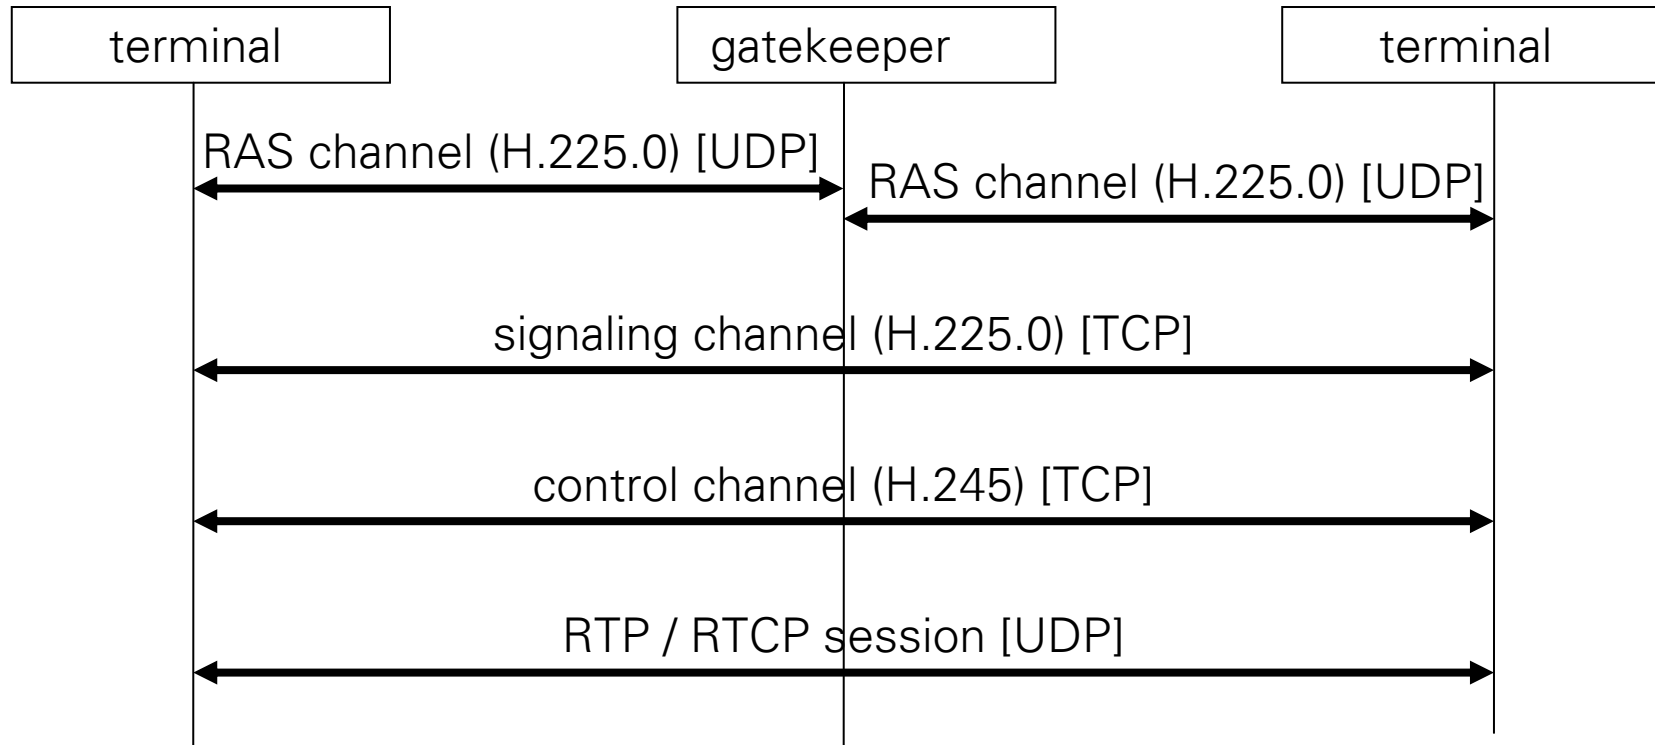 terminal
gatekeeper
terminal
RAS channel (H.225.0) [UDP]
RAS channel (H.225.0) [UDP]
signaling channel (H.225.0) [TCP]
control channel (H.245) [TCP]
RTP / RTCP session [UDP]